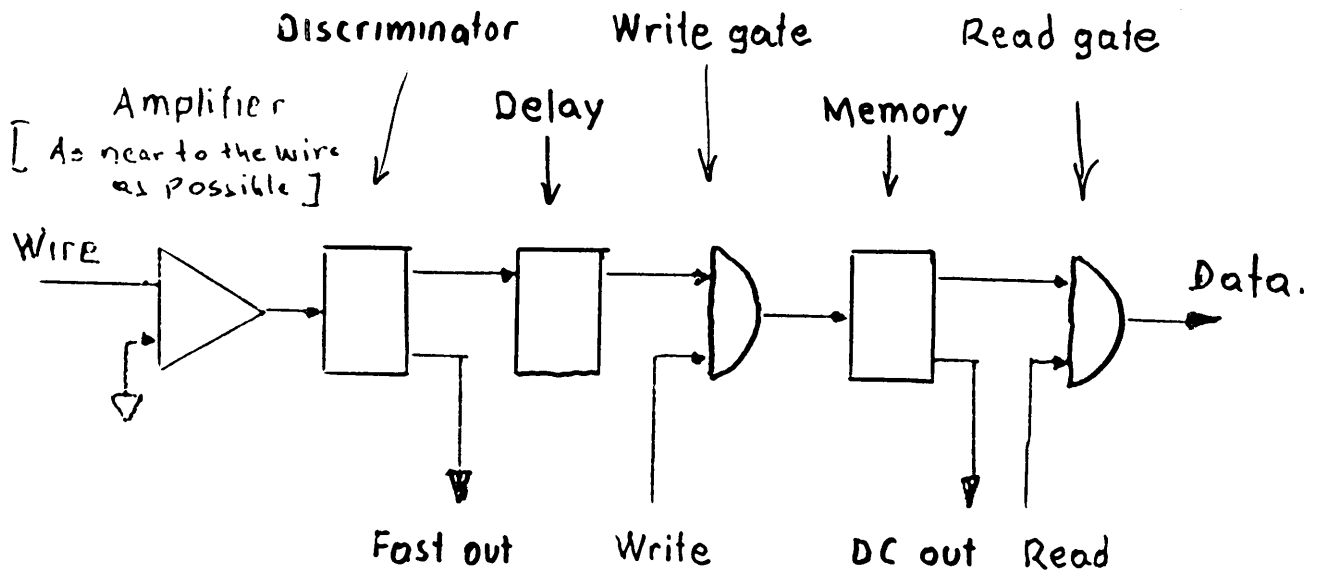 Discriminator
Write gate
Read gate
Amplifier
[ As near to the wire
as possible ]
Delay
Memory
Wire
Data.
Fast out
Write
DC out
Read